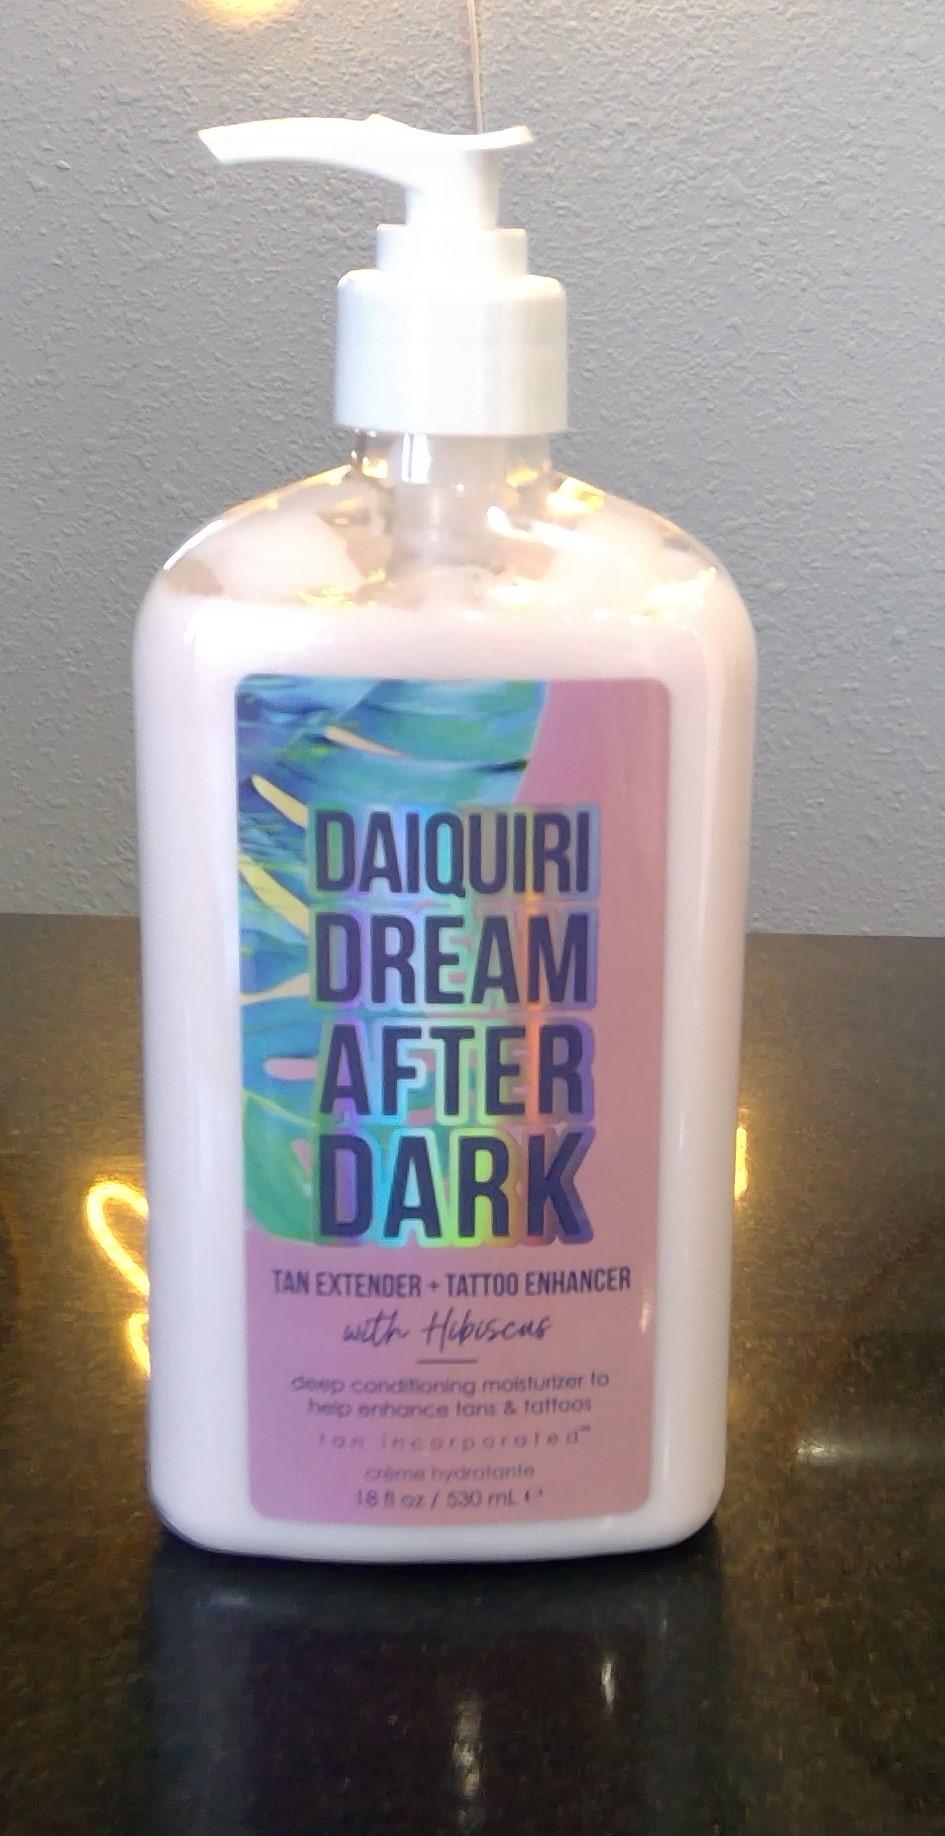 DAIQUIRI
DREAM
AFTER
DARK
TAN EXTENDER + TATTOO ENHANCER
with Hibiscus
deep conditioning moisturizer to
help enhance tans & tattoos
tan incorporated™
crème hydratante
18 fl oz / 530 mL ℮